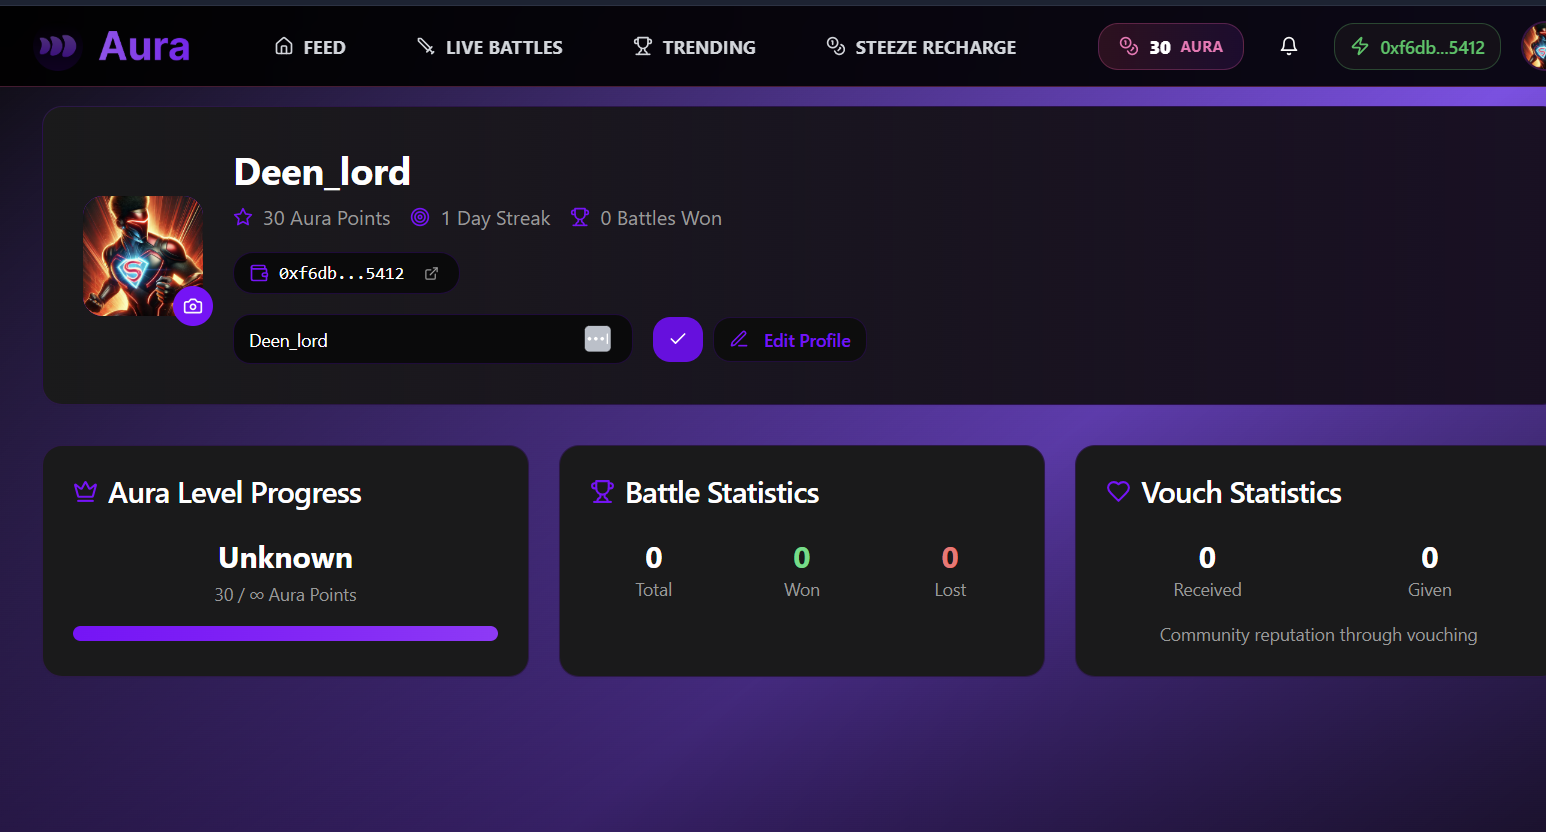 Aura FEED LIVE BATTLES TRENDING STEEZE RECHARGE 30 AURA 0xf6db...5412
Deen_lord
30 Aura Points 1 Day Streak 0 Battles Won
0xf6db...5412
Deen_lord Edit Profile
Aura Level Progress
Unknown
30 / ∞ Aura Points
Battle Statistics
0 0 0
Total Won Lost
Vouch Statistics
0 0
Received Given
Community reputation through vouching